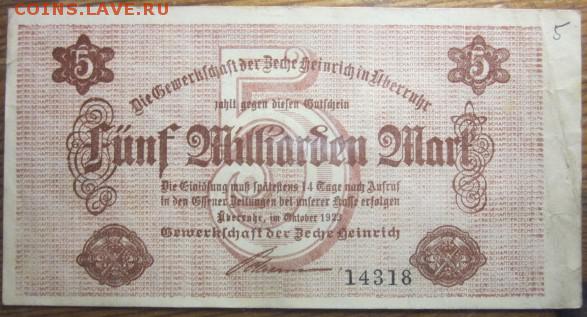 COINS.LAVE.RU
5
5
5
5
Die Gewerkschaft der Zeche Heinrich in Überruhr
zahlt gegen diesen Gutschein
Fünf Milliarden Mark
Die Einlösung muß spätestens 14 Tage nach Aufruf
in den Essener Zeitungen bei unserer Kasse erfolgen
Überruhr, im Oktober 1923
Gewerkschaft der Zeche Heinrich
14318